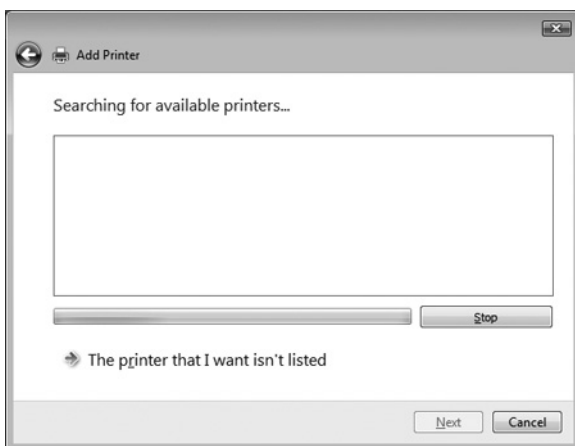 Add Printer
Searching for available printers...
Stop
The printer that I want isn't listed
Next Cancel